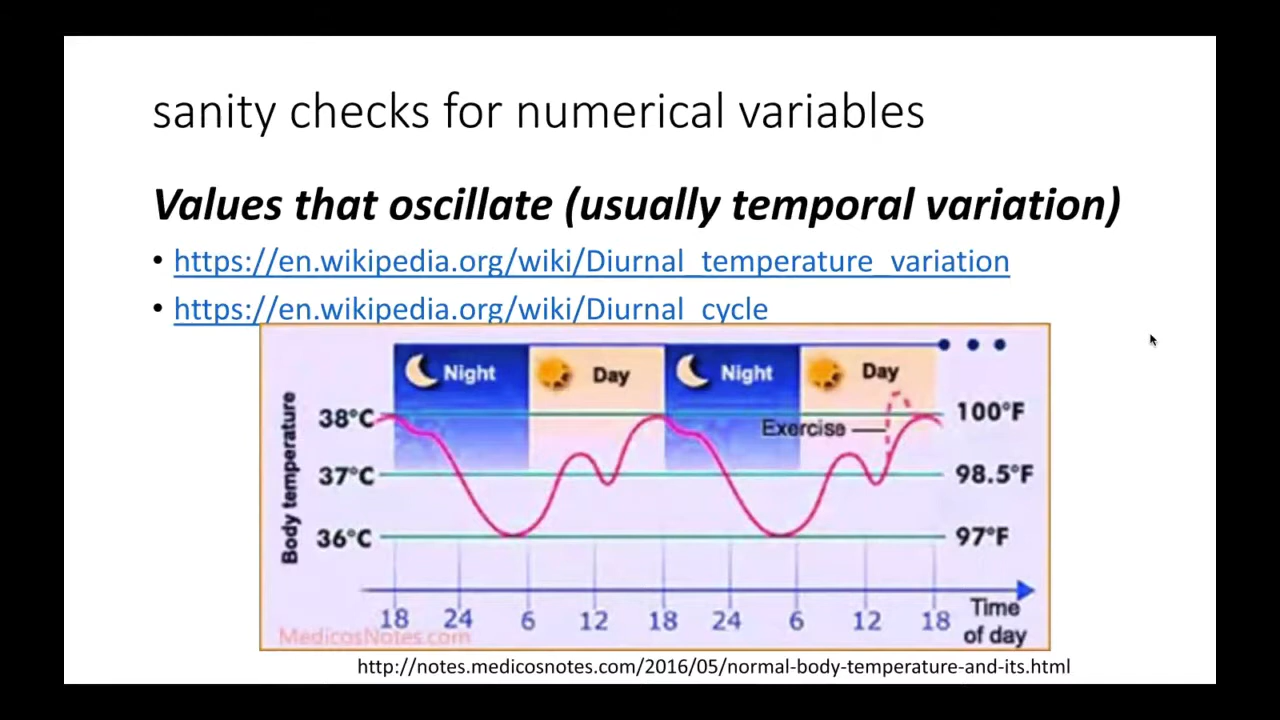 sanity checks for numerical variables
Values that oscillate (usually temporal variation)
• https://en.wikipedia.org/wiki/Diurnal_temperature_variation
• https://en.wikipedia.org/wiki/Diurnal_cycle
Night Day Night Day
38°C 100°F
Exercise
37°C 98.5°F
36°C 97°F
Body temperature
18 24 6 12 18 24 6 12 18
Time
of day
MedicosNotes.com
http://notes.medicosnotes.com/2016/05/normal-body-temperature-and-its.html